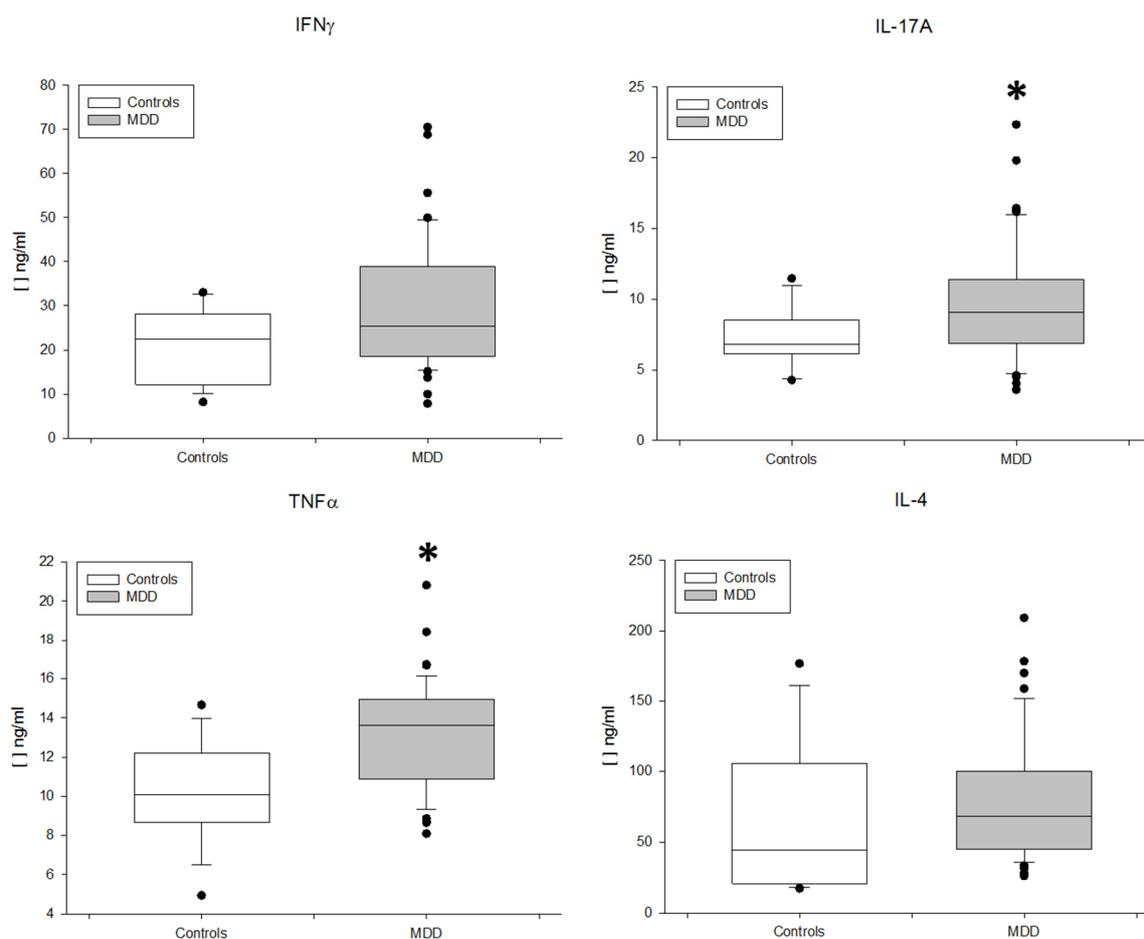 IFNγ
80
70
60
50
40
30
20
10
0
[ ] ng/ml
Controls
MDD
Controls
MDD
IL-17A
25
20
15
10
5
0
[ ] ng/ml
Controls
MDD
*
Controls
MDD
TNFα
22
20
18
16
14
12
10
8
6
4
[ ] ng/ml
Controls
MDD
*
Controls
MDD
IL-4
250
200
150
100
50
0
[ ] ng/ml
Controls
MDD
Controls
MDD